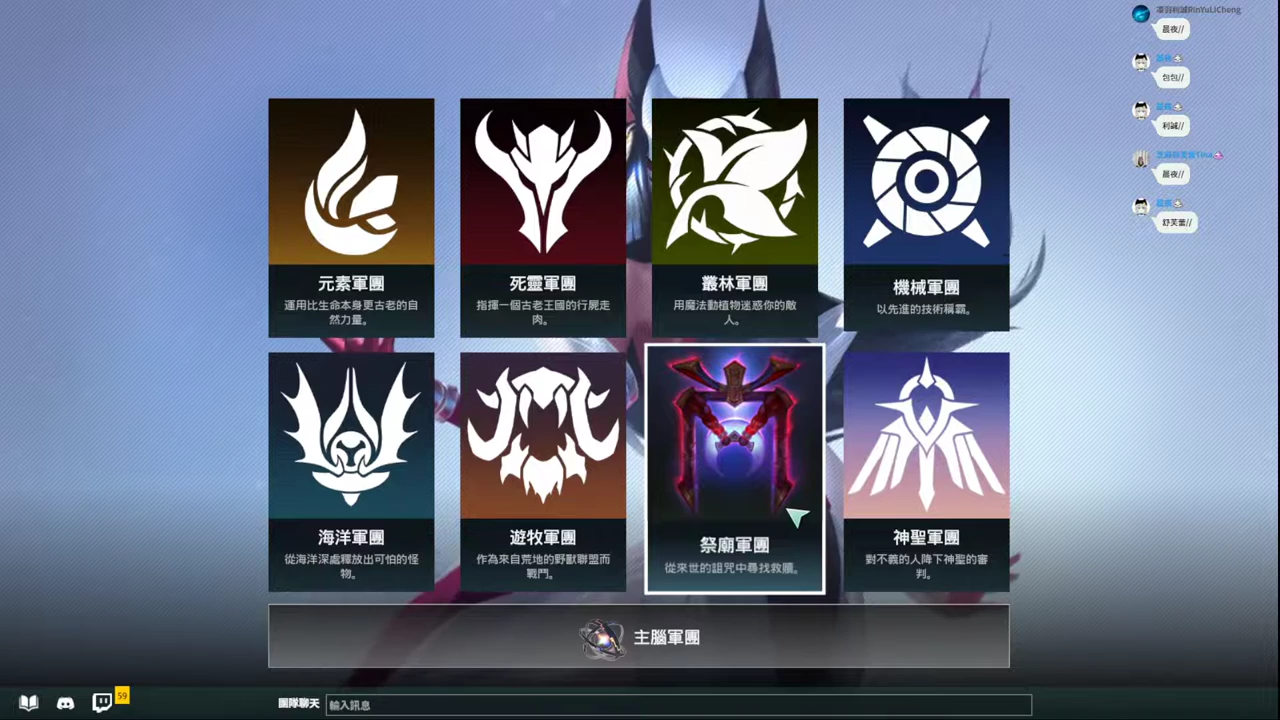 凜羽利誠RinYuLiCheng
晨夜//
包包//
利誠//
晨夜//
舒芙蕾//
元素軍團
運用比生命本身更古老的自
然力量。
死靈軍團
指揮一個古老王國的行屍走
肉。
叢林軍團
用魔法動植物迷惑你的敵
人。
機械軍團
以先進的技術稱霸。
海洋軍團
從海洋深處釋放出可怕的怪
物。
遊牧軍團
作為來自荒地的野獸聯盟而
戰鬥。
祭廟軍團
從來世的詛咒中尋找救贖。
神聖軍團
對不義的人降下神聖的審
判。
主腦軍團
59
團隊聊天
輸入訊息